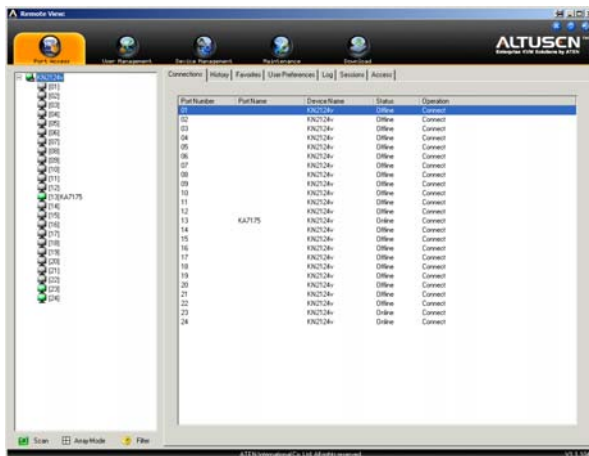 Remote View:
ALTUSCN™
Enterprise KVM Solutions by ATEN
Port Access User Management Device Management Maintenance Download
KN2124v
[01]
[02]
[03]
[04]
[05]
[06]
[07]
[08]
[09]
[10]
[11]
[12]
[13]KA7175
[14]
[15]
[16]
[17]
[18]
[19]
[20]
[21]
[22]
[23]
[24]
Connections History Favorites User Preferences Log Sessions Access
Port Number Port Name Device Name Status Operation
01 KN2124v Offline Connect
02 KN2124v Offline Connect
03 KN2124v Offline Connect
04 KN2124v Offline Connect
05 KN2124v Offline Connect
06 KN2124v Offline Connect
07 KN2124v Offline Connect
08 KN2124v Offline Connect
09 KN2124v Offline Connect
10 KN2124v Offline Connect
11 KN2124v Offline Connect
12 KN2124v Offline Connect
13 KA7175 KN2124v Online Connect
14 KN2124v Offline Connect
15 KN2124v Offline Connect
16 KN2124v Offline Connect
17 KN2124v Offline Connect
18 KN2124v Offline Connect
19 KN2124v Offline Connect
20 KN2124v Offline Connect
21 KN2124v Offline Connect
22 KN2124v Offline Connect
23 KN2124v Online Connect
24 KN2124v Online Connect
Scan Array Mode Filter
ATEN International Co. Ltd. All rights reserved.